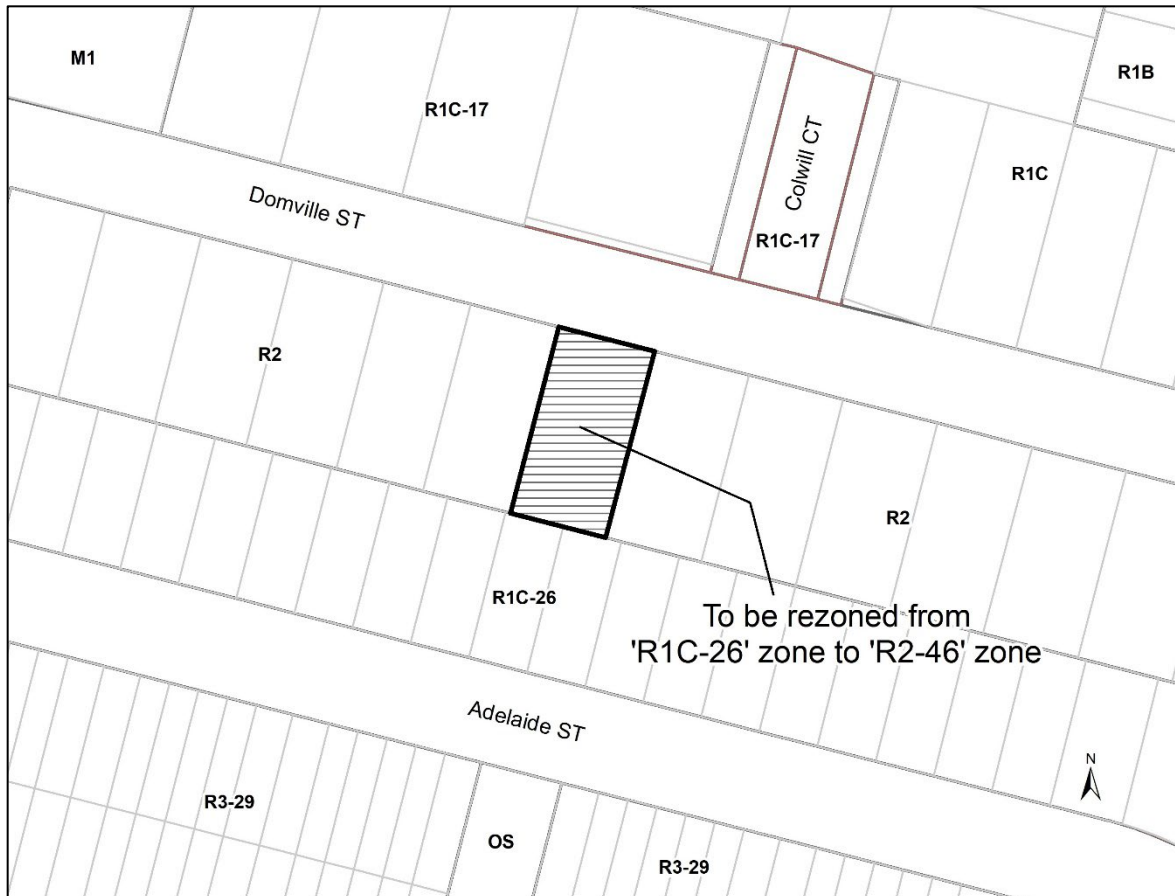 M1
R1B
R1C-17
Colwill CT
R1C
Domville ST
R1C-17
R2
R2
R1C-26
To be rezoned from
'R1C-26' zone to 'R2-46' zone
Adelaide ST
N
R3-29
OS
R3-29